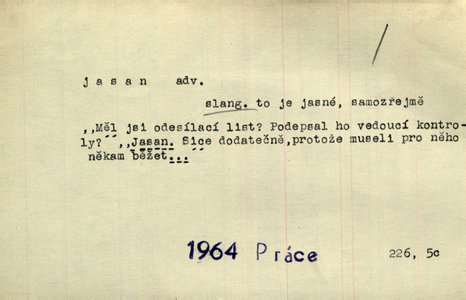 jasan adv.
slang. to je jasné, samozřejmě
,,Měl jsi odesílací list? Podepsal ho vedoucí kontro-
ly?" ,,Jasan. Sice dodatečně,protože museli pro něho
někam běžet...
1964 Práce 226, 5c